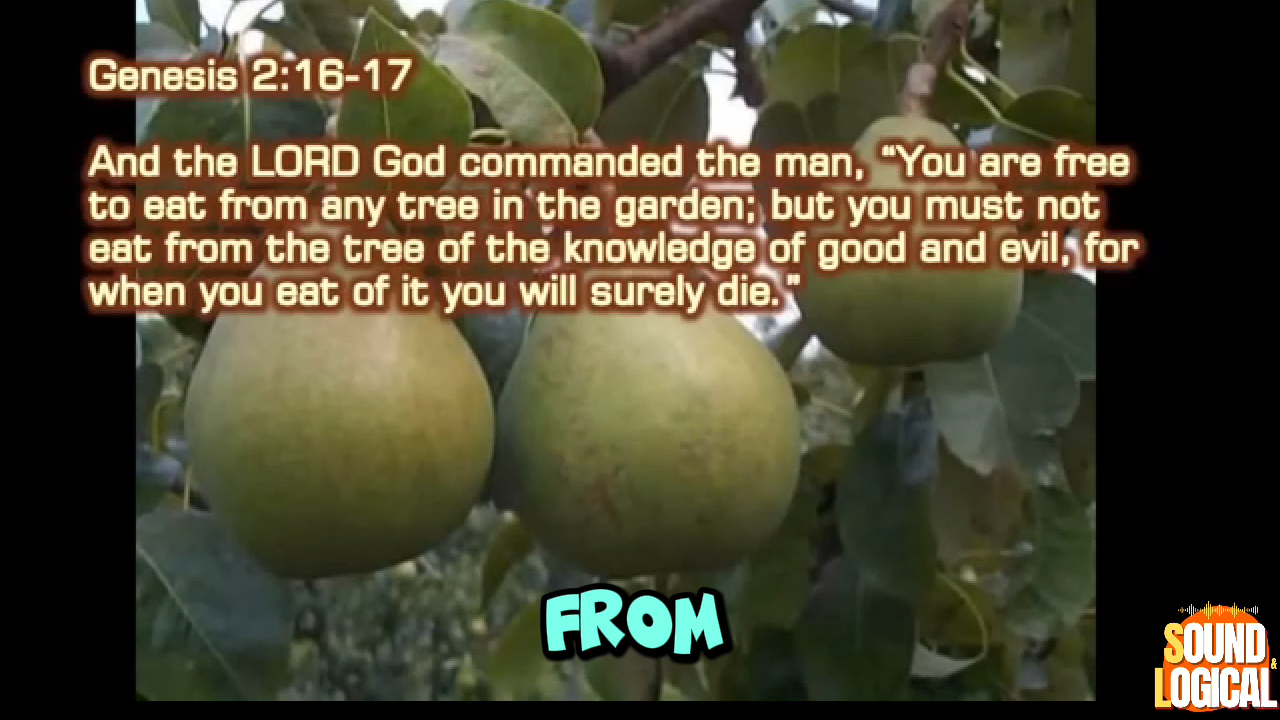 Genesis 2:16-17
And the LORD God commanded the man, “You are free
to eat from any tree in the garden; but you must not
eat from the tree of the knowledge of good and evil, for
when you eat of it you will surely die.”
FROM
SOUND &
LOGICAL